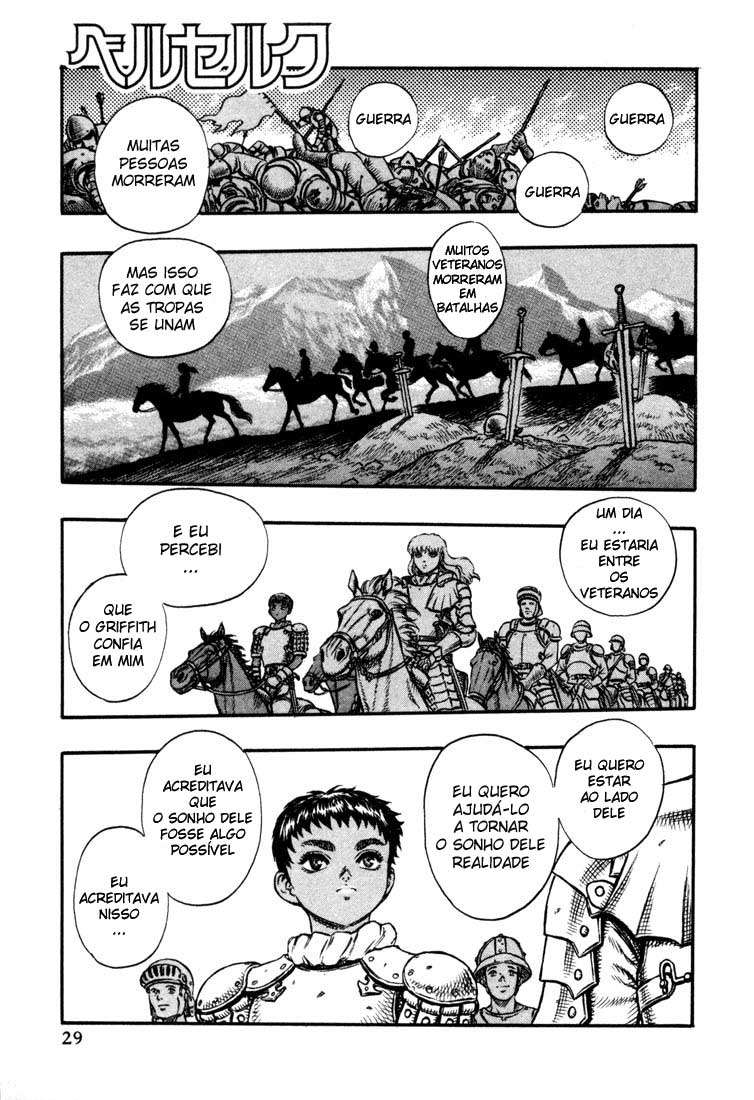 ベルセルク
GUERRA
GUERRA
GUERRA
MUITAS
PESSOAS
MORRERAM
MUITOS
VETERANOS
MORRERAM
EM
BATALHAS
MAS ISSO
FAZ COM QUE
AS TROPAS
SE UNAM
UM DIA
...
EU ESTARIA
ENTRE
OS
VETERANOS
E EU
PERCEBI
...
QUE
O GRIFFITH
CONFIA
EM MIM
EU QUERO
ESTAR
AO LADO
DELE
EU QUERO
AJUDÁ-LO
A TORNAR
O SONHO DELE
REALIDADE
EU
ACREDITAVA
QUE
O SONHO DELE
FOSSE ALGO
POSSÍVEL
EU
ACREDITAVA
NISSO
...
29